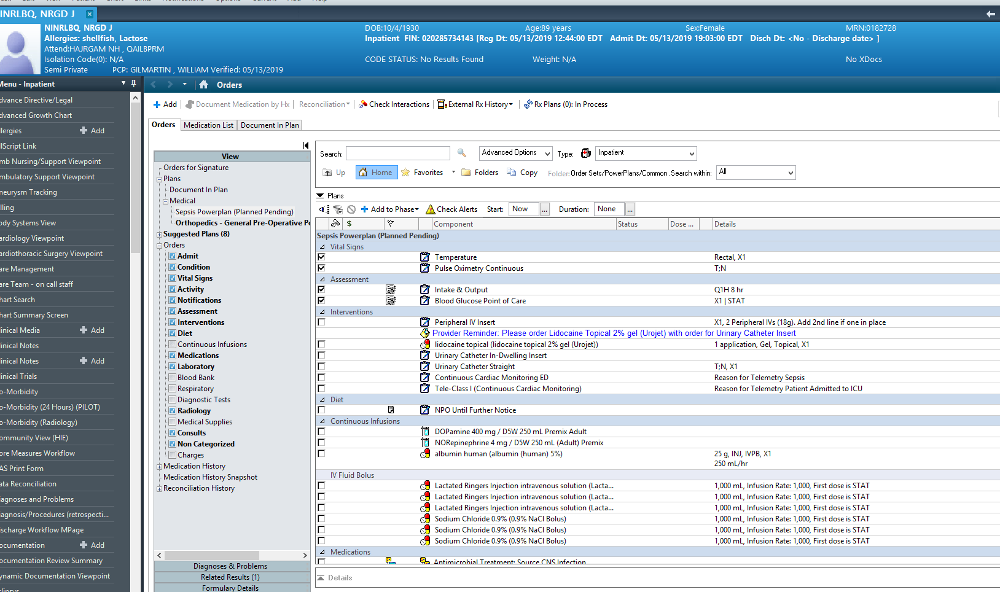 NINRLBQ, NRGD J
NINRLBQ, NRGD J
DOB:10/4/1930 Age:89 years Sex:Female MRN:0182728
Allergies: shellfish, Lactose
Inpatient FIN: 020285734143 [Reg Dt: 05/13/2019 12:44:00 EDT Admit Dt: 05/13/2019 19:03:00 EDT Disch Dt: <No - Discharge date> ]
Attend:HAJRGAM NH , QAILBPRM
Isolation Code(0): N/A
CODE STATUS: No Results Found Weight: N/A No XDocs
Semi Private PCP: GILMARTIN , WILLIAM Verified: 05/13/2019
Menu - Inpatient
dvance Directive/Legal
dvanced Growth Chart
llergies Add
llScript Link
mb Nursing/Support Viewpoint
mbulatory Support Viewpoint
neurysm Tracking
illing
ody Systems View
ardiology Viewpoint
ardiothoracic Surgery Viewpoint
are Management
are Team - on call staff
hart Search
hart Summary Screen
linical Media Add
linical Notes
linical Notes Add
linical Trials
o-Morbidity
o-Morbidity (24 Hours) (PILOT)
o-Morbidity (Radiology)
ommunity View (HIE)
ore Measures Workflow
AS Print Form
ata Reconciliation
iagnoses and Problems
iagnosis/Procedures (retrospecti...
ischarge Workflow MPage
ocumentation Add
ocumentation Review Summary
ynamic Documentation Viewpoint
Orders
Add Document Medication by Hx Reconciliation Check Interactions External Rx History Rx Plans (0): In Process
Orders Medication List Document In Plan
View
Orders for Signature
Plans
Document In Plan
Medical
Sepsis Powerplan (Planned Pending)
Orthopedics - General Pre-Operative Po
Suggested Plans (8)
Orders
Admit
Condition
Vital Signs
Activity
Notifications
Assessment
Interventions
Diet
Continuous Infusions
Medications
Laboratory
Blood Bank
Respiratory
Diagnostic Tests
Radiology
Medical Supplies
Consults
Non Categorized
Charges
Medication History
Medication History Snapshot
Reconciliation History
Diagnoses & Problems
Related Results (1)
Formulary Details
Search: Advanced Options Type: Inpatient
Up Home Favorites Folders Copy Folder: Order Sets/PowerPlans/Common . Search within: All
Plans
Add to Phase Check Alerts Start: Now ... Duration: None ...
$ Component Status Dose ... Details
Sepsis Powerplan (Planned Pending)
Vital Signs
Temperature Rectal, X1
Pulse Oximetry Continuous T;N
Assessment
Intake & Output Q1H 8 hr
Blood Glucose Point of Care X1 | STAT
Interventions
Peripheral IV Insert X1, 2 Peripheral IVs (18g). Add 2nd line if one in place
Provider Reminder: Please order Lidocaine Topical 2% gel (Urojet) with order for Urinary Catheter Insert
lidocaine topical (lidocaine topical 2% gel (Urojet)) 1 application, Gel, Topical, X1
Urinary Catheter In-Dwelling Insert
Urinary Catheter Straight T;N, X1
Continuous Cardiac Monitoring ED Reason for Telemetry Sepsis
Tele-Class I (Continuous Cardiac Monitoring) Reason for Telemetry Patient Admitted to ICU
Diet
NPO Until Further Notice
Continuous Infusions
DOPamine 400 mg / D5W 250 mL Premix Adult
NORepinephrine 4 mg / D5W 250 mL (Adult) Premix
albumin human (albumin (human) 5%) 25 g, INJ, IVPB, X1
250 mL/hr
IV Fluid Bolus
Lactated Ringers Injection intravenous solution (Lacta... 1,000 mL, Infusion Rate: 1,000, First dose is STAT
Lactated Ringers Injection intravenous solution (Lacta... 1,000 mL, Infusion Rate: 1,000, First dose is STAT
Lactated Ringers Injection intravenous solution (Lacta... 1,000 mL, Infusion Rate: 1,000, First dose is STAT
Sodium Chloride 0.9% (0.9% NaCl Bolus) 1,000 mL, Infusion Rate: 1,000, First dose is STAT
Sodium Chloride 0.9% (0.9% NaCl Bolus) 1,000 mL, Infusion Rate: 1,000, First dose is STAT
Sodium Chloride 0.9% (0.9% NaCl Bolus) 1,000 mL, Infusion Rate: 1,000, First dose is STAT
Medications
Antimicrobial Treatment: Source CNS Infection
Details